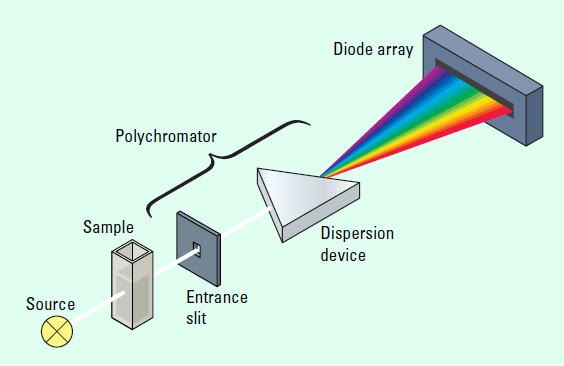 Diode array
Polychromator
Sample
Dispersion
device
Entrance
slit
Source